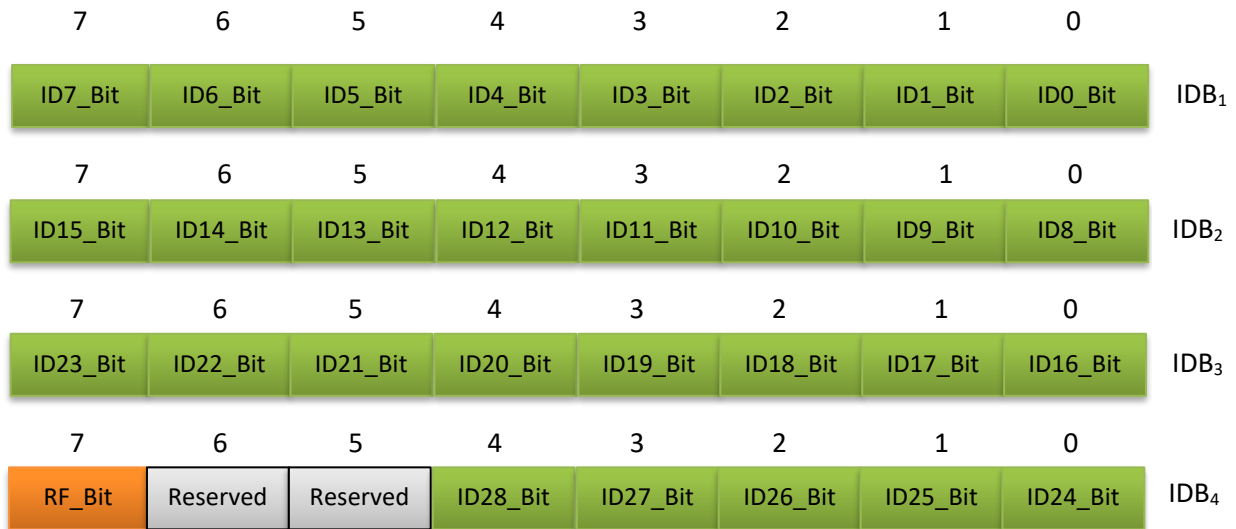 7 6 5 4 3 2 1 0
ID7_Bit ID6_Bit ID5_Bit ID4_Bit ID3_Bit ID2_Bit ID1_Bit ID0_Bit IDB₁
7 6 5 4 3 2 1 0
ID15_Bit ID14_Bit ID13_Bit ID12_Bit ID11_Bit ID10_Bit ID9_Bit ID8_Bit IDB₂
7 6 5 4 3 2 1 0
ID23_Bit ID22_Bit ID21_Bit ID20_Bit ID19_Bit ID18_Bit ID17_Bit ID16_Bit IDB₃
7 6 5 4 3 2 1 0
RF_Bit Reserved Reserved ID28_Bit ID27_Bit ID26_Bit ID25_Bit ID24_Bit IDB₄